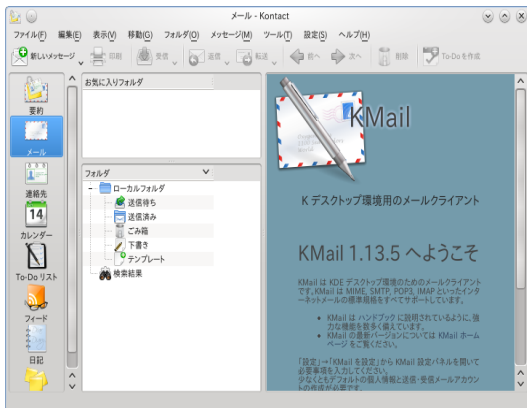 メール - Kontact
ファイル(F) 編集(E) 表示(V) 移動(G) フォルダ(O) メッセージ(M) ツール(T) 設定(S) ヘルプ(H)
新しいメッセージ 印刷 受信 返信 転送 前へ 次へ 削除 To-Do を作成
要約
メール
連絡先
14
カレンダー
To-Do リスト
フィード
日記
お気に入りフォルダ
フォルダ
ローカルフォルダ
送信待ち
送信済み
ごみ箱
下書き
テンプレート
検索結果
KMail
K デスクトップ環境用のメールクライアント
KMail 1.13.5 へようこそ
KMail は KDE デスクトップ環境のためのメールクライアント
です。KMail は MIME, SMTP, POP3, IMAP といったインタ
ーネットメールの標準規格をすべてサポートしています。
• KMail は ハンドブック に説明されているように、強
力な機能を数多く備えています。
• KMail の最新バージョンについては KMail ホーム
ページ をご覧ください。
「設定」→「KMail を設定」から KMail 設定パネルを開いて
必要事項を入力してください。
少なくともデフォルトの個人情報と送信・受信メールアカウン
トの作成が必要です。